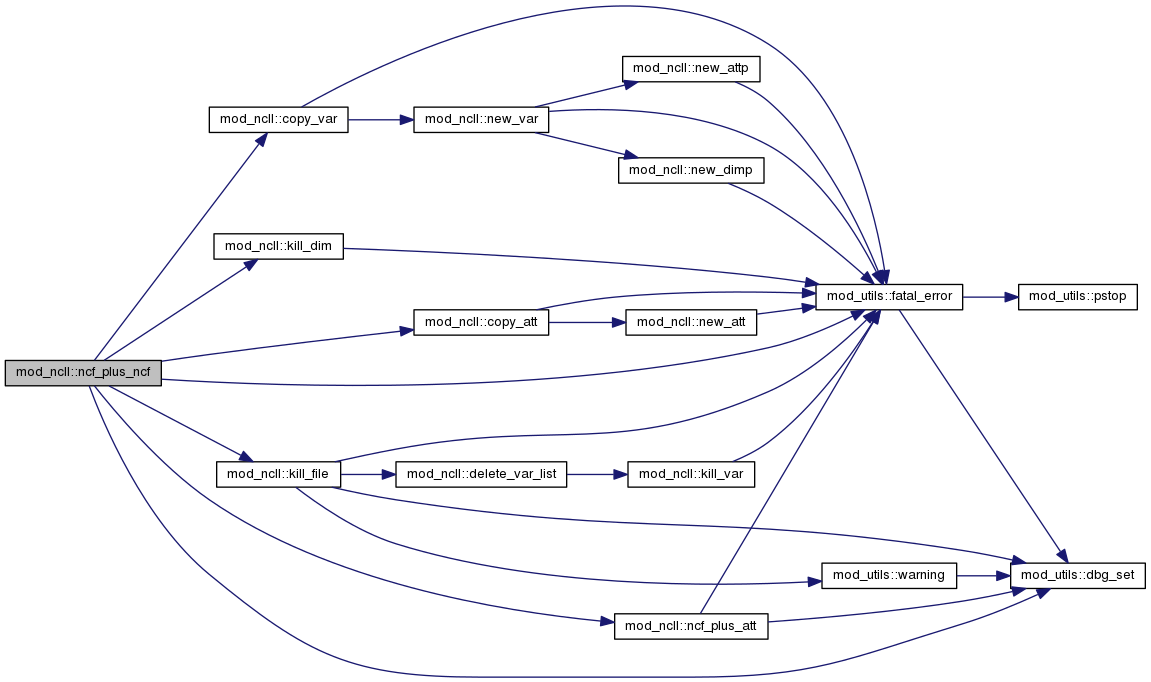 mod_ncll::new_attp
mod_ncll::copy_var
mod_ncll::new_var
mod_ncll::new_dimp
mod_ncll::kill_dim
mod_utils::fatal_error
mod_utils::pstop
mod_ncll::copy_att
mod_ncll::new_att
mod_ncll::ncf_plus_ncf
mod_ncll::kill_file
mod_ncll::delete_var_list
mod_ncll::kill_var
mod_utils::warning
mod_utils::dbg_set
mod_ncll::ncf_plus_att